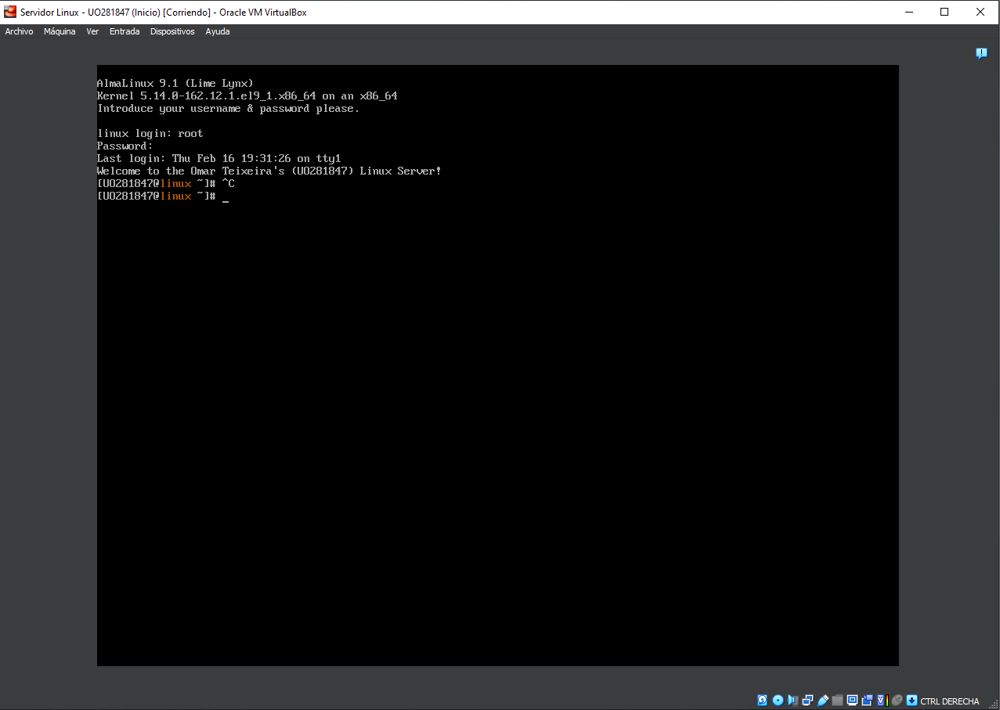 Servidor Linux - UO281847 (Inicio) [Corriendo] - Oracle VM VirtualBox
Archivo Máquina Ver Entrada Dispositivos Ayuda
AlmaLinux 9.1 (Lime Lynx)
Kernel 5.14.0-162.12.1.el9_1.x86_64 on an x86_64
Introduce your username & password please.
linux login: root
Password:
Last login: Thu Feb 16 19:31:26 on tty1
Welcome to the Omar Teixeira's (UO281847) Linux Server!
[UO281847@linux ~]# ^C
[UO281847@linux ~]# _
CTRL DERECHA